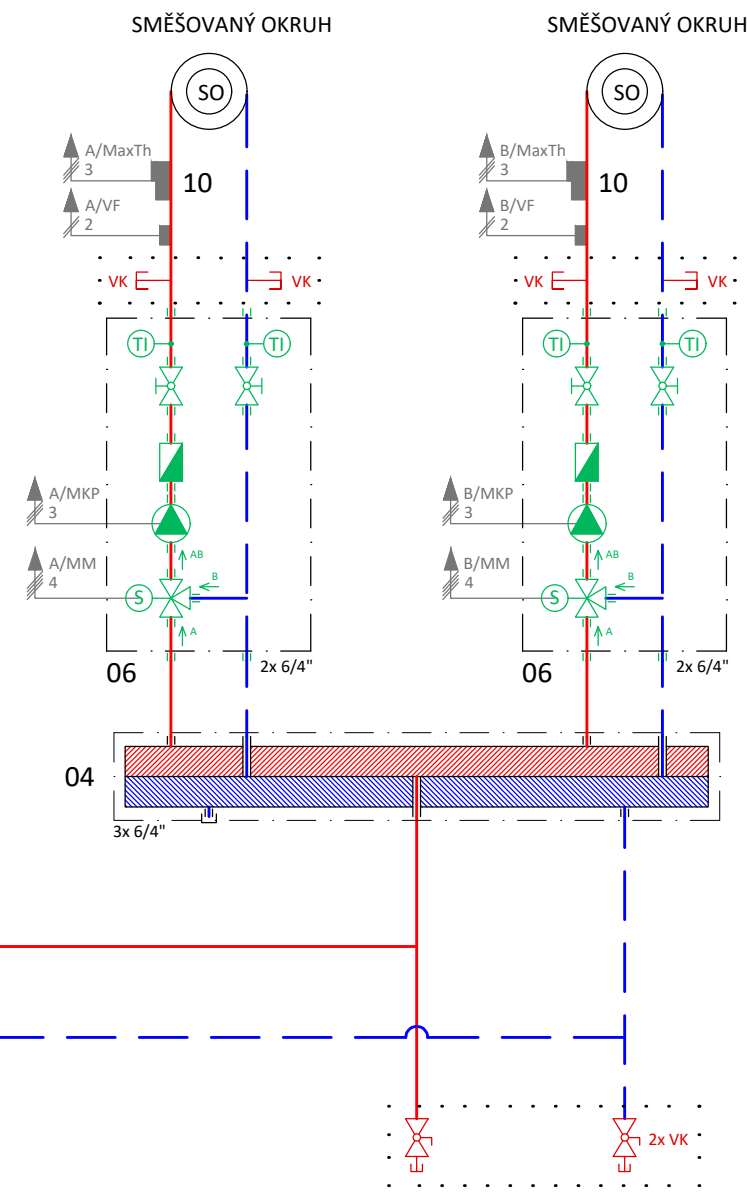 SMĚŠOVANÝ OKRUH
SMĚŠOVANÝ OKRUH
SO
SO
A/MaxTh
3
10
B/MaxTh
3
10
A/VF
2
B/VF
2
VK
VK
VK
VK
TI
TI
TI
TI
A/MKP
3
B/MKP
3
A/MM
4
AB
B
S
A
B/MM
4
AB
B
S
A
06
2x 6/4"
06
2x 6/4"
04
3x 6/4"
2x VK